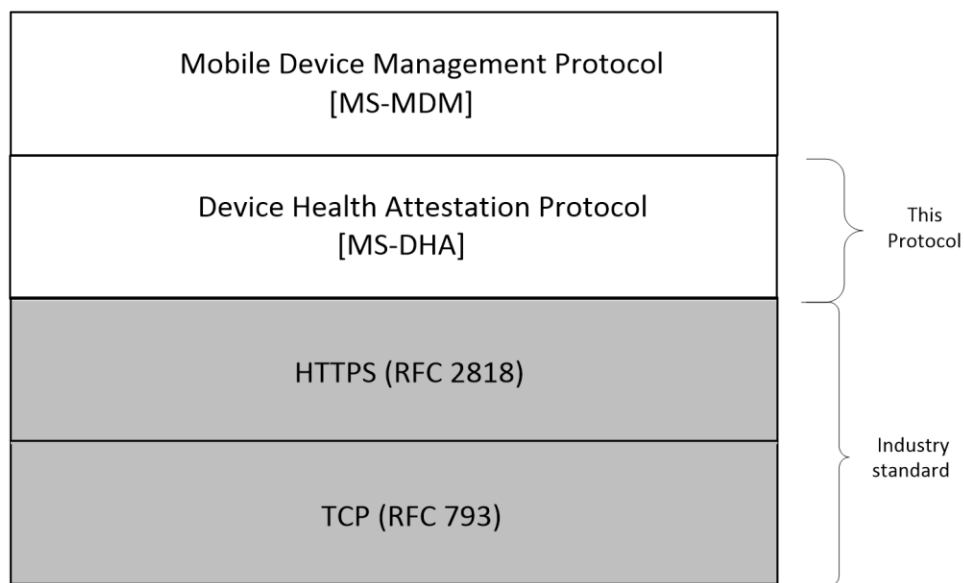 Mobile Device Management Protocol
[MS-MDM]
Device Health Attestation Protocol
[MS-DHA]
This
Protocol
HTTPS (RFC 2818)
Industry
standard
TCP (RFC 793)